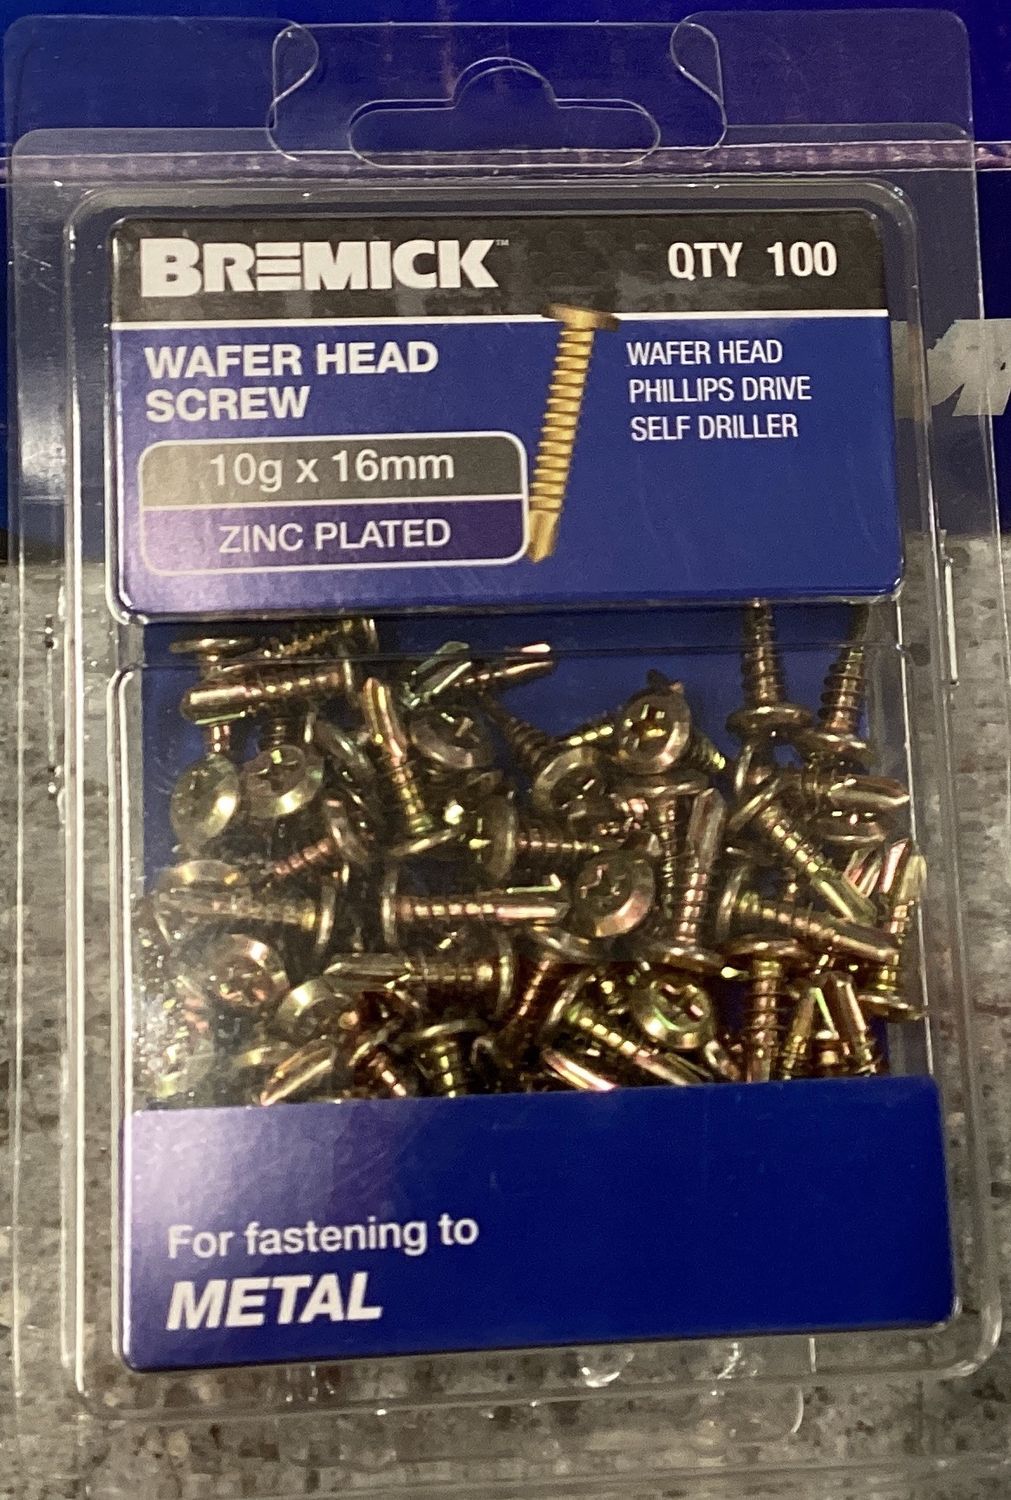 BREMICK™
QTY 100
WAFER HEAD
SCREW
10g x 16mm
ZINC PLATED
WAFER HEAD
PHILLIPS DRIVE
SELF DRILLER
For fastening to
METAL